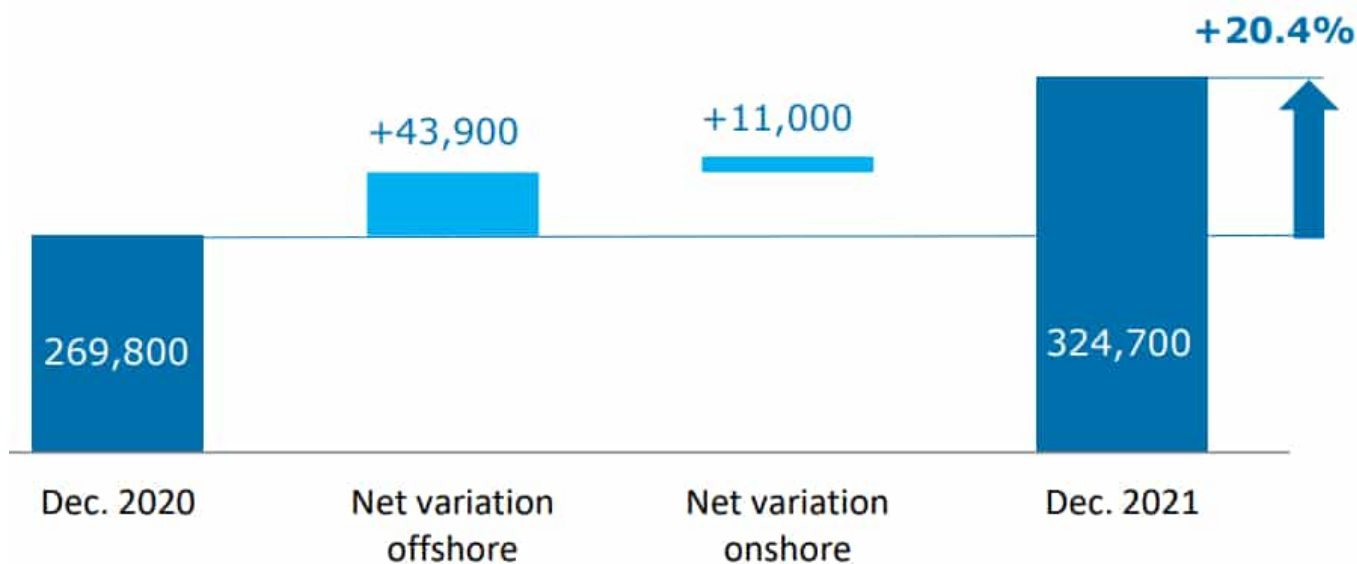 +20.4%
+43,900
+11,000
269,800
324,700
Dec. 2020
Net variation
offshore
Net variation
onshore
Dec. 2021